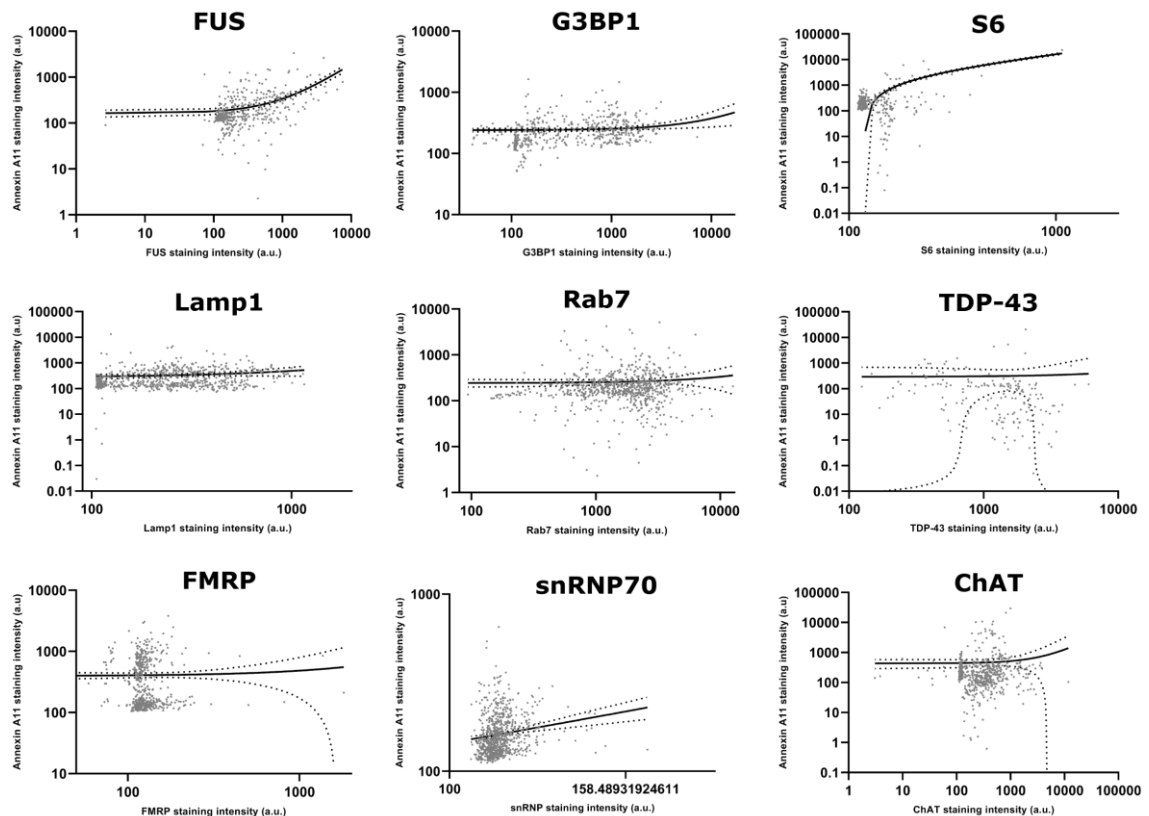 FUS
Annexin A11 staining intensity (a.u)
10000
1000
100
10
1
1
10
100
1000
10000
FUS staining intensity (a.u.)
G3BP1
Annexin A11 staining intensity (a.u)
10000
1000
100
10
100
1000
10000
G3BP1 staining intensity (a.u.)
S6
Annexin A11 staining intensity (a.u)
100000
10000
1000
100
10
1
0.1
0.01
100
1000
S6 staining intensity (a.u.)
Lamp1
Annexin A11 staining intensity (a.u)
100000
10000
1000
100
10
1
0.1
0.01
100
1000
Lamp1 staining intensity (a.u.)
Rab7
Annexin A11 staining intensity (a.u)
10000
1000
100
10
1
100
1000
10000
Rab7 staining intensity (a.u.)
TDP-43
Annexin A11 staining intensity (a.u)
100000
10000
1000
100
10
1
0.1
0.01
100
1000
10000
TDP-43 staining intensity (a.u.)
FMRP
Annexin A11 staining intensity (a.u)
10000
1000
100
10
100
1000
FMRP staining intensity (a.u.)
snRNP70
Annexin A11 staining intensity (a.u)
1000
100
100
158.48931924611
snRNP staining intensity (a.u.)
ChAT
Annexin A11 staining intensity (a.u)
100000
10000
1000
100
10
1
0.1
1
10
100
1000
10000
100000
ChAT staining intensity (a.u.)